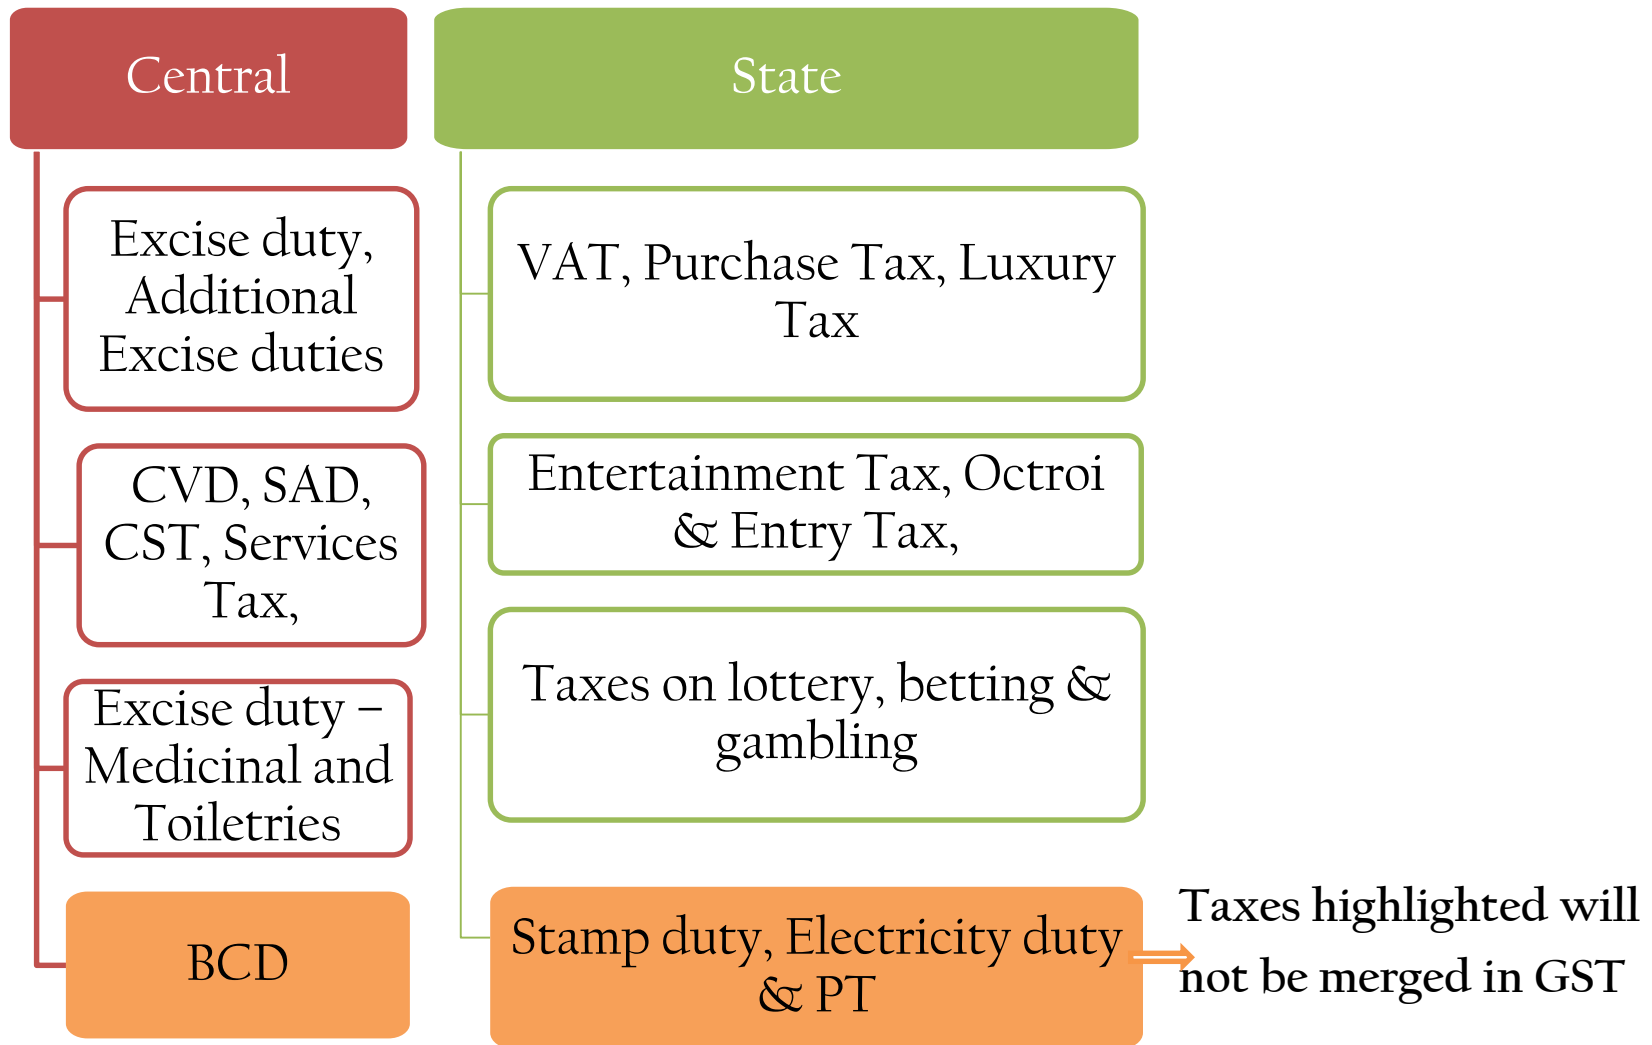 Central
Excise duty,
Additional
Excise duties
CVD, SAD,
CST, Services
Tax,
Excise duty –
Medicinal and
Toiletries
BCD
State
VAT, Purchase Tax, Luxury
Tax
Entertainment Tax, Octroi
& Entry Tax,
Taxes on lottery, betting &
gambling
Stamp duty, Electricity duty
& PT
Taxes highlighted will
not be merged in GST